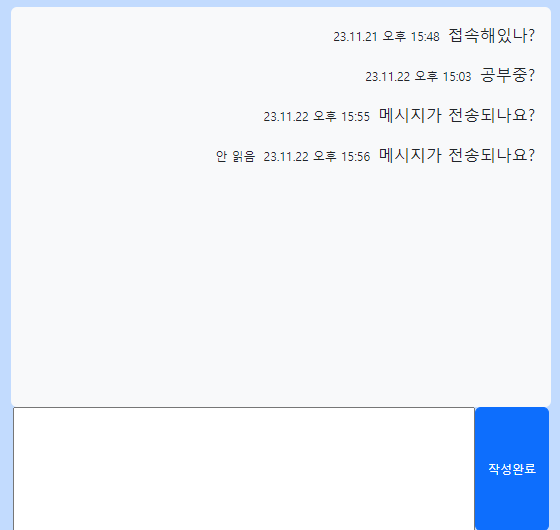 23.11.21 오후 15:48 접속해있나?
23.11.22 오후 15:03 공부중?
23.11.22 오후 15:55 메시지가 전송되나요?
안 읽음 23.11.22 오후 15:56 메시지가 전송되나요?
작성완료